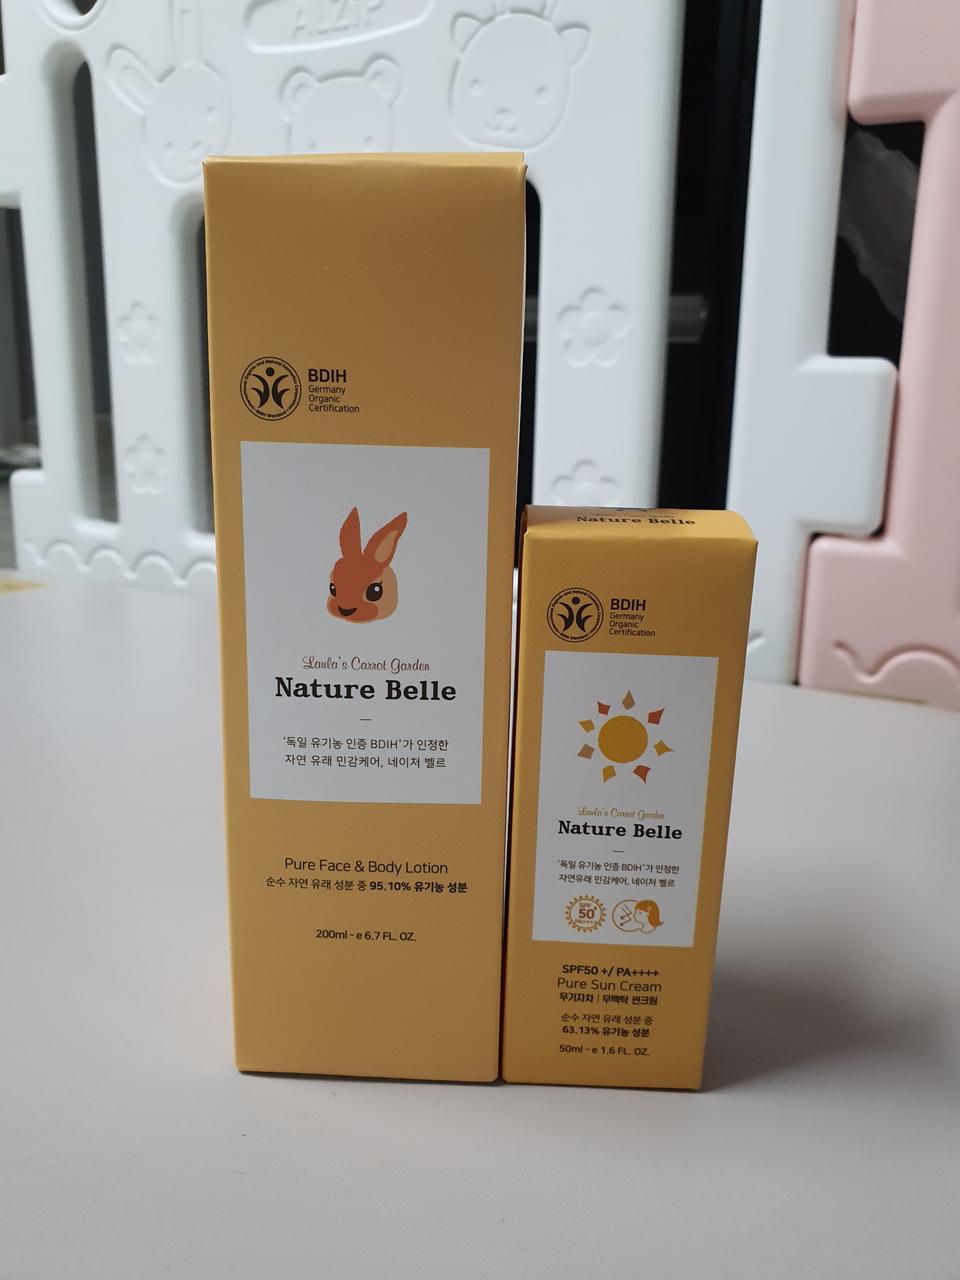 ALZiP
BDIH
Germany
Organic
Certification
Laula's Carrot Garden
Nature Belle
'독일 유기농 인증 BDIH'가 인정한
자연 유래 민감케어, 네이처 벨르
Pure Face & Body Lotion
순수 자연 유래 성분 중 95.10% 유기농 성분
200ml - e 6.7 FL. OZ.
Nature Belle
BDIH
Germany
Organic
Certification
Laula's Carrot Garden
Nature Belle
'독일 유기농 인증 BDIH'가 인정한
자연유래 민감케어, 네이처 벨르
SPF
50+
PA++++
SPF50 +/ PA++++
Pure Sun Cream
무기자차 | 무백탁 썬크림
순수 자연 유래 성분 중
63.13% 유기농 성분
50ml - e 1.6 FL. OZ.